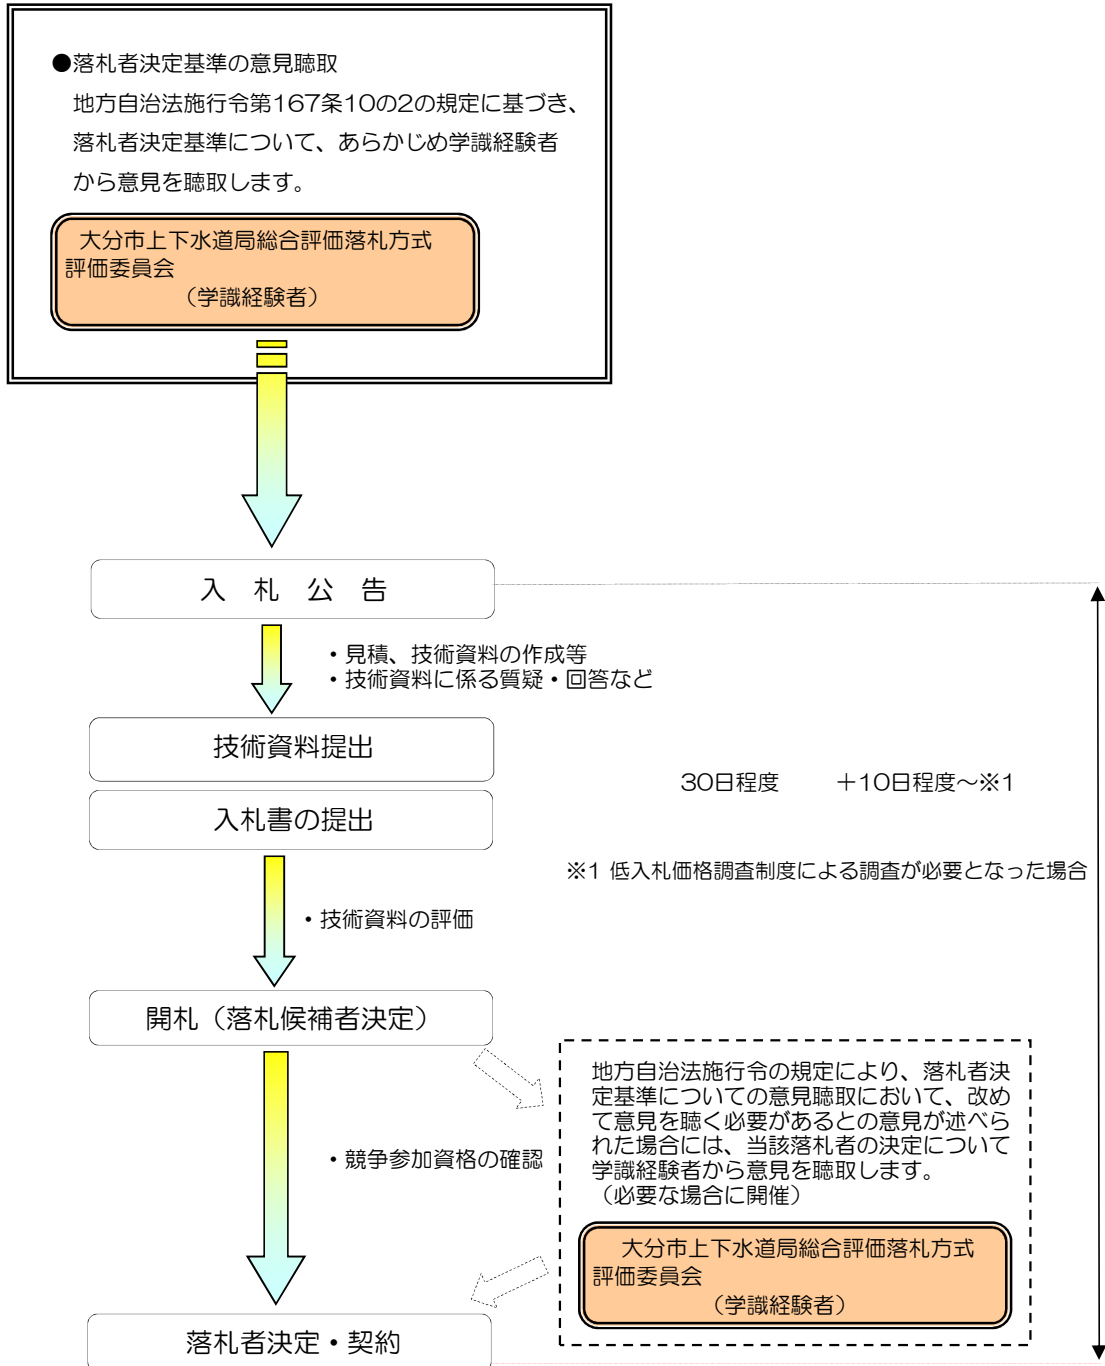 ●落札者決定基準の意見聴取
地方自治法施行令第167条10の2の規定に基づき、
落札者決定基準について、あらかじめ学識経験者
から意見を聴取します。
大分市上下水道局総合評価落札方式
評価委員会
(学識経験者)
入 札 公 告
・見積、技術資料の作成等
・技術資料に係る質疑・回答など
技術資料提出
30日程度 +10日程度~※1
入札書の提出
※1 低入札価格調査制度による調査が必要となった場合
・技術資料の評価
開札(落札候補者決定)
・競争参加資格の確認
地方自治法施行令の規定により、落札者決
定基準についての意見聴取において、改め
て意見を聴く必要があるとの意見が述べら
れた場合には、当該落札者の決定について
学識経験者から意見を聴取します。
(必要な場合に開催)
大分市上下水道局総合評価落札方式
評価委員会
(学識経験者)
落札者決定・契約